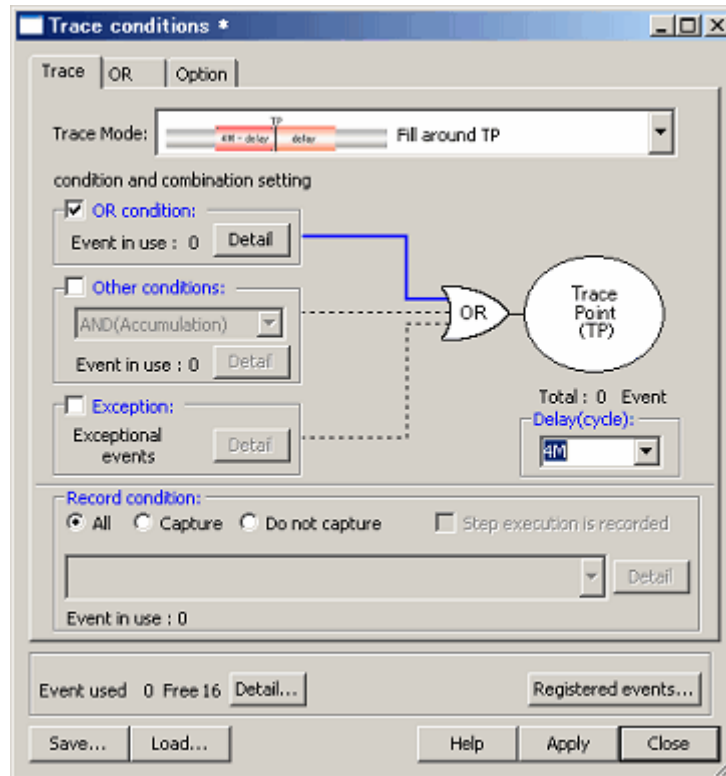 Trace conditions *
Trace OR Option
TP
Trace Mode: 4M - delay delay Fill around TP
condition and combination setting
OR condition:
Event in use : 0 Detail
Other conditions:
AND(Accumulation)
Event in use : 0 Detail
Exception:
Exceptional
events
Detail
OR
Trace
Point
(TP)
Total : 0 Event
Delay(cycle):
4M
Record condition:
All Capture Do not capture Step execution is recorded
Detail
Event in use : 0
Event used 0 Free 16 Detail... Registered events...
Save... Load... Help Apply Close